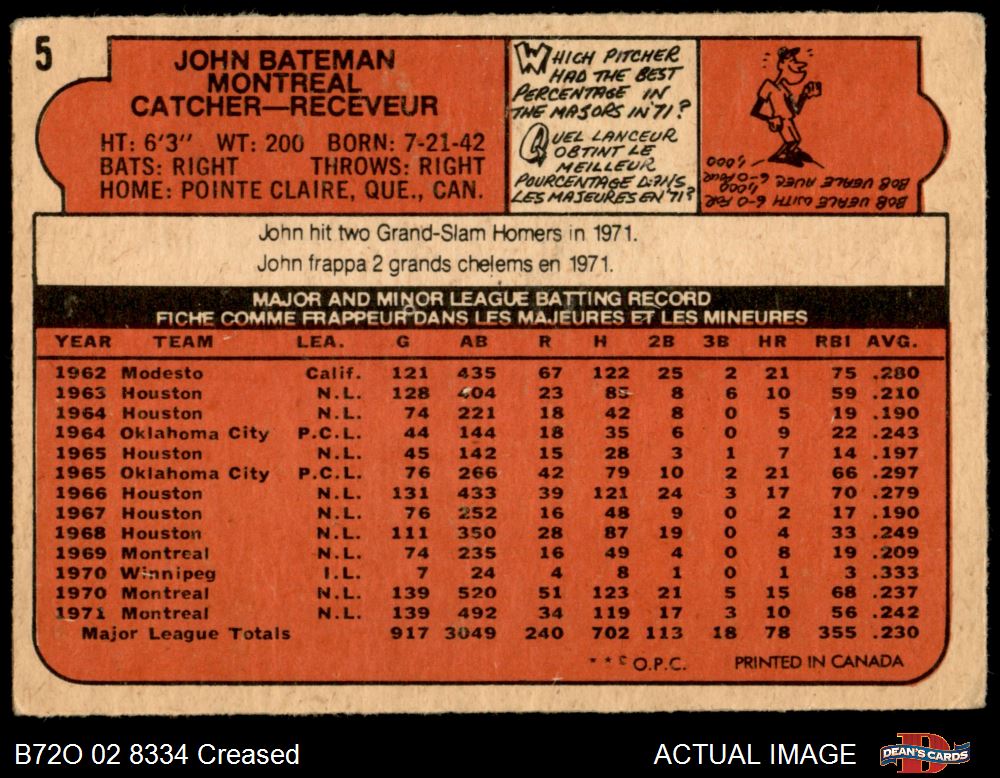 5
JOHN BATEMAN
MONTREAL
CATCHER—RECEVEUR
HT: 6'3" WT: 200 BORN: 7-21-42
BATS: RIGHT THROWS: RIGHT
HOME: POINTE CLAIRE, QUE., CAN.
WHICH PITCHER
HAD THE BEST
PERCENTAGE IN
THE MAJORS IN '71?
QUEL LANCEUR
OBTINT LE
MEILLEUR
POURCENTAGE DANS
LES MAJEURES EN '71?
BOB VEALE WITH 6-0 FOR
1,000
BOB VEALE AVEC 6-0 POUR
1,000
John hit two Grand-Slam Homers in 1971.
John frappa 2 grands chelems en 1971.
MAJOR AND MINOR LEAGUE BATTING RECORD
FICHE COMME FRAPPEUR DANS LES MAJEURES ET LES MINEURES
YEAR TEAM LEA. G AB R H 2B 3B HR RBI AVG.
1962 Modesto Calif. 121 435 67 122 25 2 21 75 .280
1963 Houston N.L. 128 404 23 85 8 6 10 59 .210
1964 Houston N.L. 74 221 18 42 8 0 5 19 .190
1964 Oklahoma City P.C.L. 44 144 18 35 6 0 9 22 .243
1965 Houston N.L. 45 142 15 28 3 1 7 14 .197
1965 Oklahoma City P.C.L. 76 266 42 79 10 2 21 66 .297
1966 Houston N.L. 131 433 39 121 24 3 17 70 .279
1967 Houston N.L. 76 252 16 48 9 0 2 17 .190
1968 Houston N.L. 111 350 28 87 19 0 4 33 .249
1969 Montreal N.L. 74 235 16 49 4 0 8 19 .209
1970 Winnipeg I.L. 7 24 4 8 1 0 1 3 .333
1970 Montreal N.L. 139 520 51 123 21 5 15 68 .237
1971 Montreal N.L. 139 492 34 119 17 3 10 56 .242
Major League Totals 917 3049 240 702 113 18 78 355 .230
* * © O.P.C. PRINTED IN CANADA
B72O 02 8334 Creased
ACTUAL IMAGE
DEAN'S CARDS